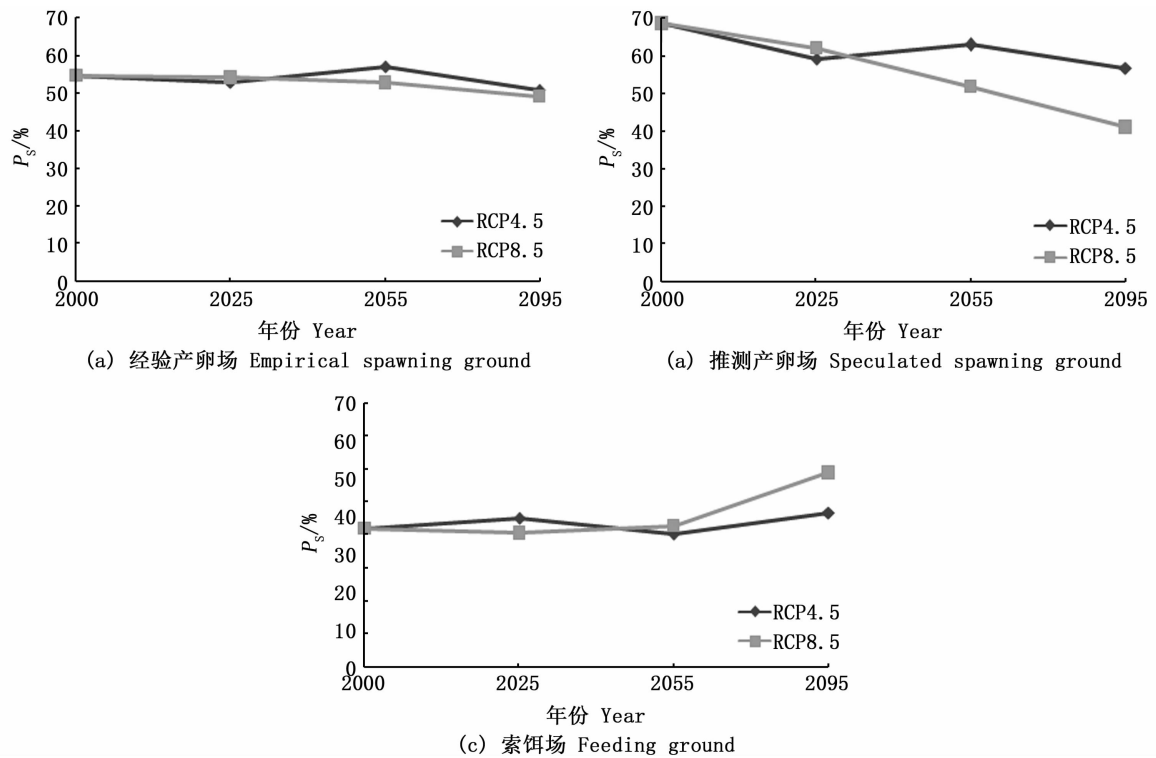 70
60
50
40
30
20
10
0
PS/%
RCP4.5
RCP8.5
2000 2025 2055 2095
年份 Year
(a) 经验产卵场 Empirical spawning ground
70
60
50
40
30
20
10
0
PS/%
RCP4.5
RCP8.5
2000 2025 2055 2095
年份 Year
(a) 推测产卵场 Speculated spawning ground
70
60
50
40
30
20
10
0
PS/%
RCP4.5
RCP8.5
2000 2025 2055 2095
年份 Year
(c) 索饵场 Feeding ground